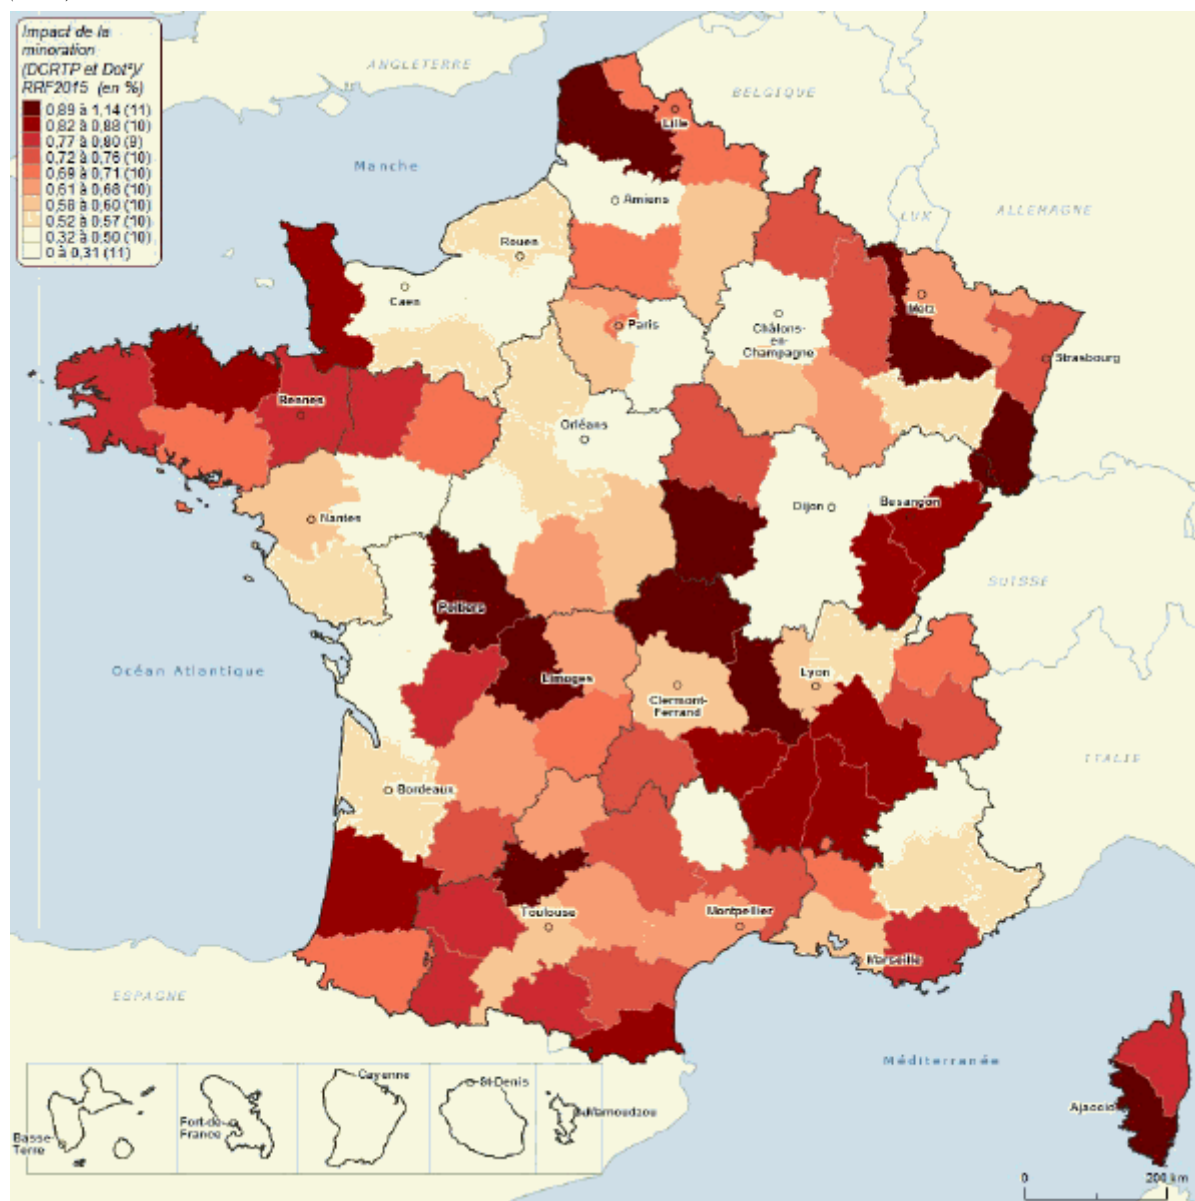 Impact de la
minoration
(DCRTP et Dot²)/
RRF2015 (en %)
0,89 à 1,14 (11)
0,82 à 0,88 (10)
0,77 à 0,80 (9)
0,72 à 0,76 (10)
0,69 à 0,71 (10)
0,61 à 0,68 (10)
0,58 à 0,60 (10)
0,52 à 0,57 (10)
0,32 à 0,50 (10)
0 à 0,31 (11)
ANGLETERRE
BELGIQUE
Lille
Manche
Amiens
LUX
ALLEMAGNE
Rouen
Caen
Metz
Paris
Châlons-
en-
Champagne
Strasbourg
Rennes
Orléans
Nantes
Dijon
Besançon
SUISSE
Poitiers
Océan Atlantique
Limoges
Clermont-
Ferrand
Lyon
ITALIE
Bordeaux
Toulouse
Montpellier
Marseille
ESPAGNE
Méditerranée
Ajaccio
Basse-
Terre
Fort-de-
France
Cayenne
St-Denis
Mamoudzou
0 200 km